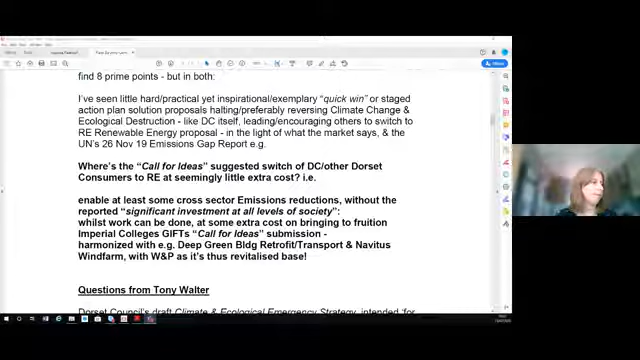 find 8 prime points - but in both:
I've seen little hard/practical yet inspirational/exemplary "quick win" or staged
action plan solution proposals halting/preferably reversing Climate Change &
Ecological Destruction - like DC itself, leading/encouraging others to switch to
RE Renewable Energy proposal - in the light of what the market says, & the
UN's 26 Nov 19 Emissions Gap Report e.g.
Where's the "Call for Ideas" suggested switch of DC/other Dorset
Consumers to RE at seemingly little extra cost? i.e.
enable at least some cross sector Emissions reductions, without the
reported "significant investment at all levels of society":
whilst work can be done, at some extra cost on bringing to fruition
Imperial Colleges GIFTs "Call for Ideas" submission -
harmonized with e.g. Deep Green Bldg Retrofit/Transport & Navitus
Windfarm, with W&P as it's thus revitalised base!
Questions from Tony Walter
Dorset Council's draft Climate & Ecological Emergency Strategy, intended 'for